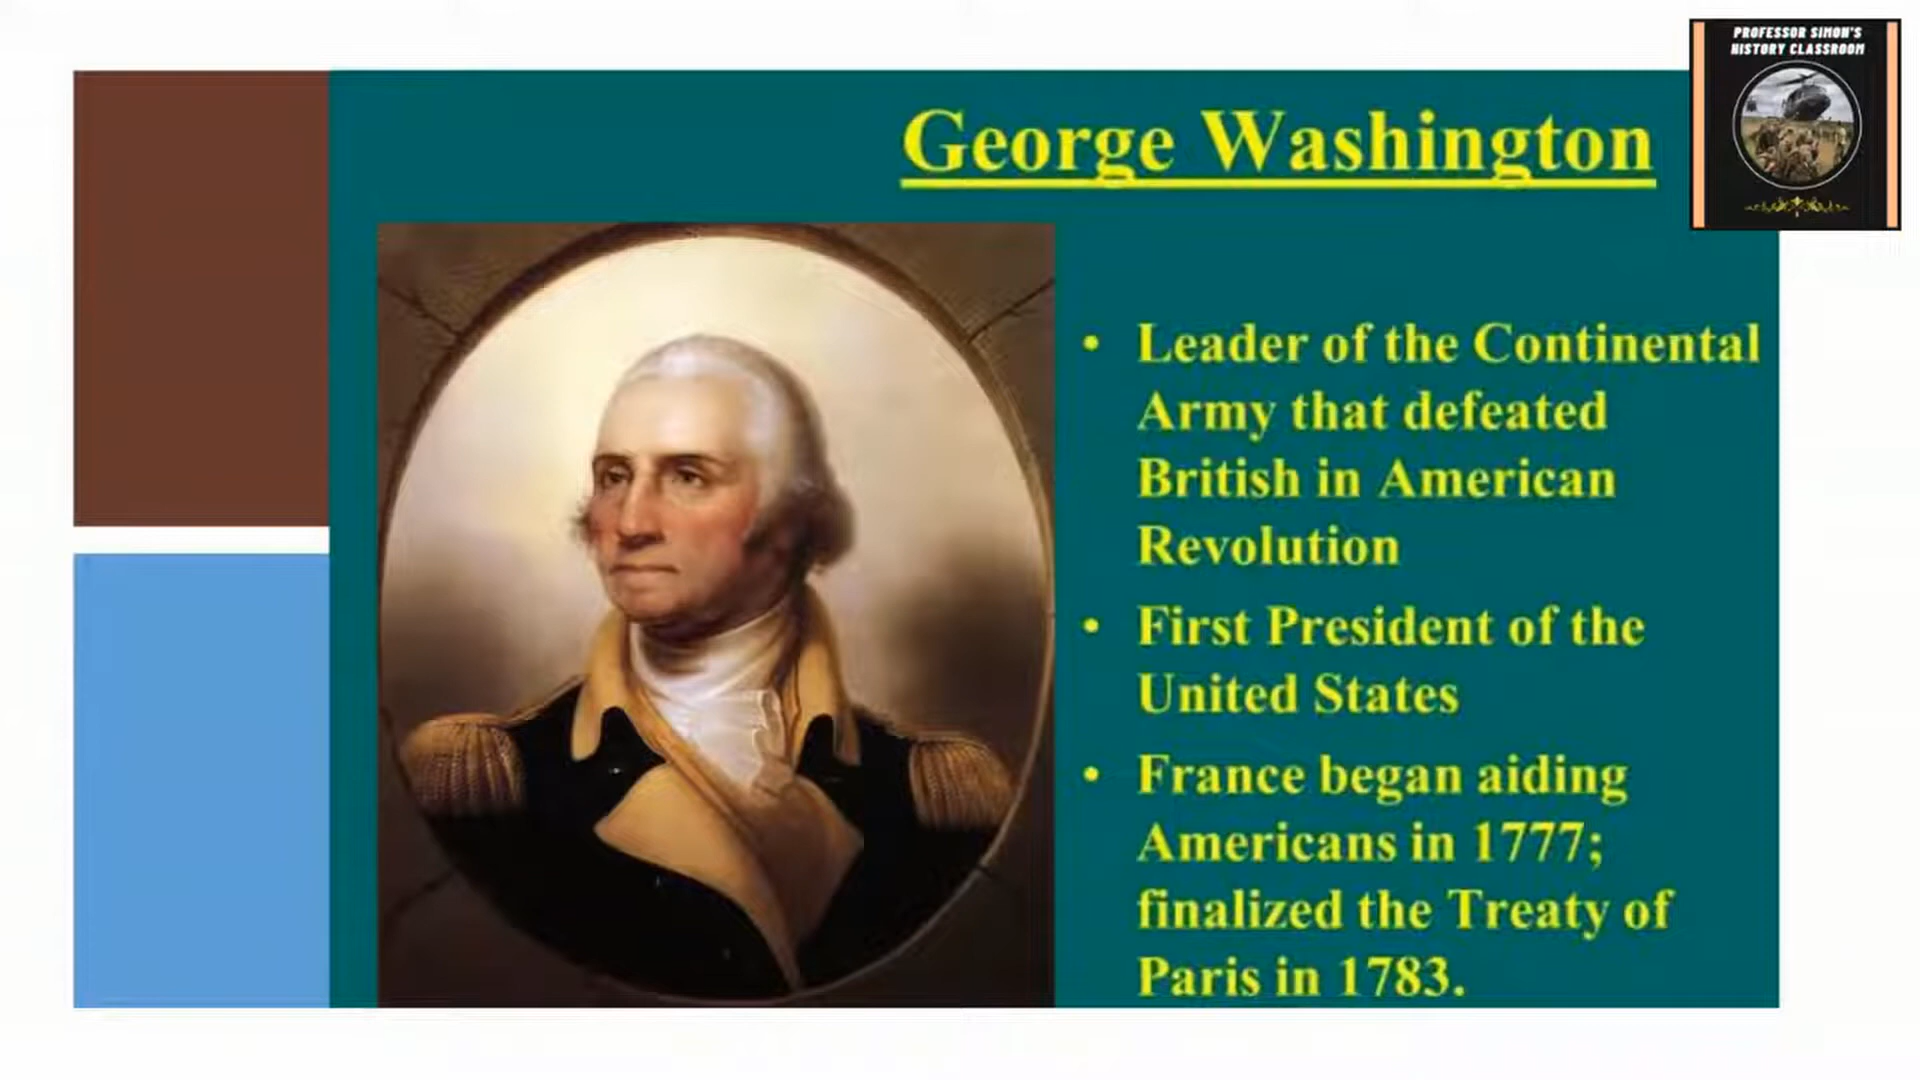 PROFESSOR SIMON'S
HISTORY CLASSROOM
George Washington
• Leader of the Continental
Army that defeated
British in American
Revolution
• First President of the
United States
• France began aiding
Americans in 1777;
finalized the Treaty of
Paris in 1783.